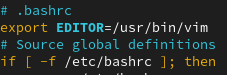 # .bashrc
export EDITOR=/usr/bin/vim
# Source global definitions
if [ -f /etc/bashrc ]; then